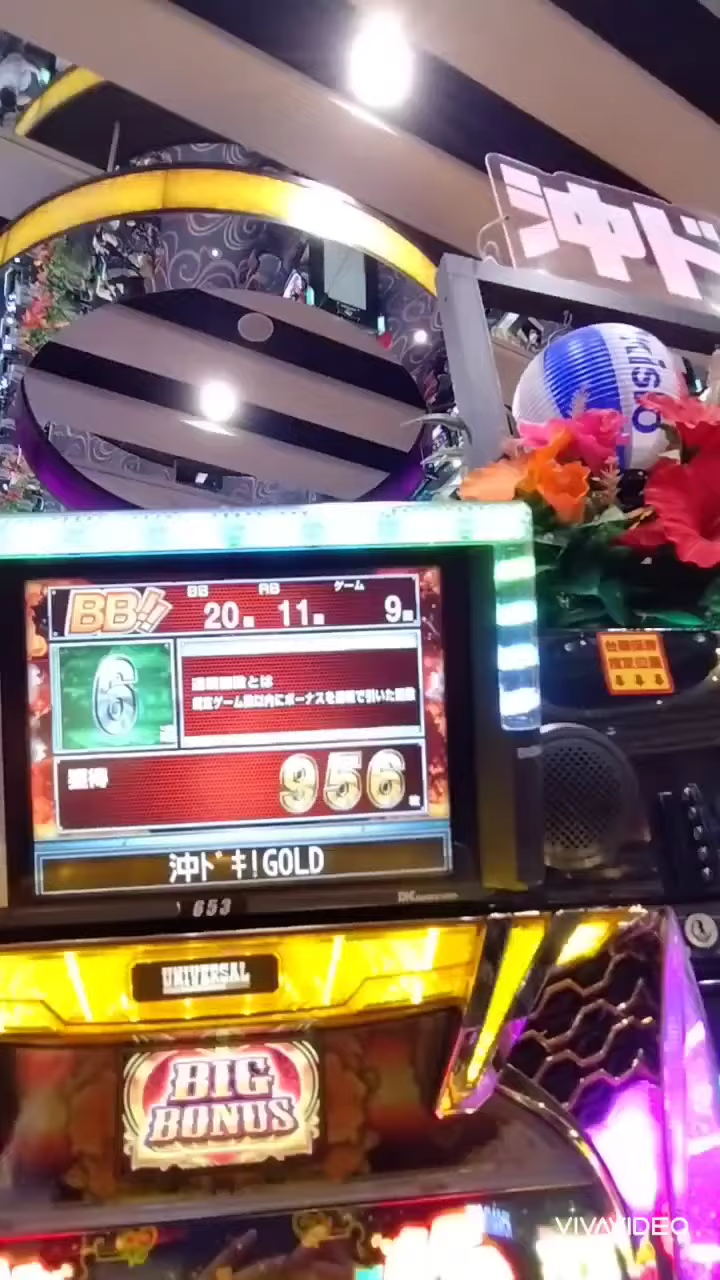 沖ド
kislo
BB!!
BB RB ゲーム
20回 11回 9回
6
連続回数とは
規定ゲーム数以内にボーナスを連続で引いた回数
獲得
956枚
沖ド キ!GOLD
653
UNIVERSAL
BIG
BONUS
VIVAVIDEO